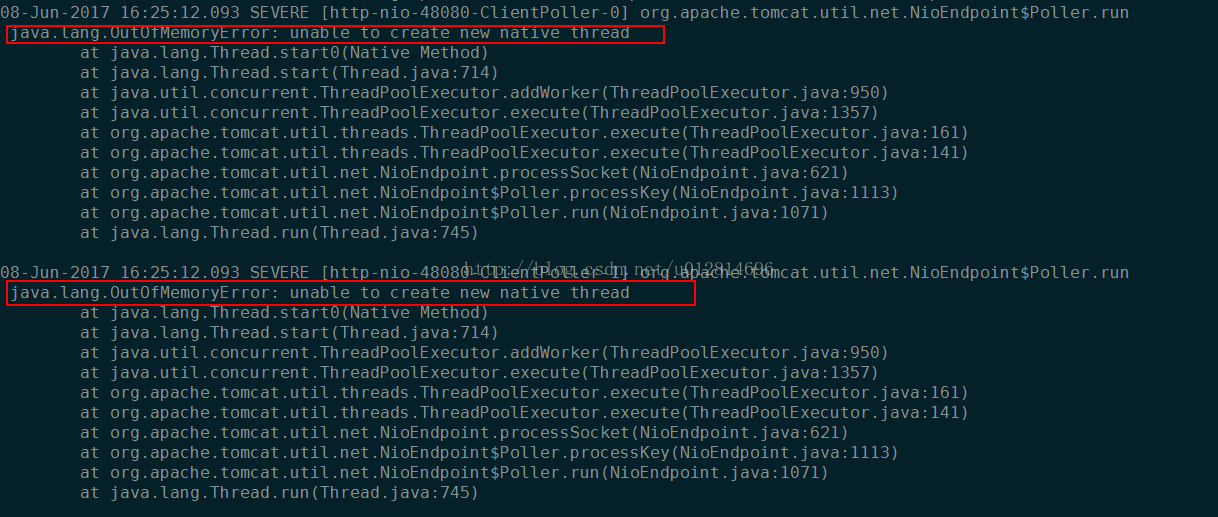 08-Jun-2017 16:25:12.093 SEVERE [http-nio-48080-ClientPoller-0] org.apache.tomcat.util.net.NioEndpoint$Poller.run
java.lang.OutOfMemoryError: unable to create new native thread
at java.lang.Thread.start0(Native Method)
at java.lang.Thread.start(Thread.java:714)
at java.util.concurrent.ThreadPoolExecutor.addWorker(ThreadPoolExecutor.java:950)
at java.util.concurrent.ThreadPoolExecutor.execute(ThreadPoolExecutor.java:1357)
at org.apache.tomcat.util.threads.ThreadPoolExecutor.execute(ThreadPoolExecutor.java:161)
at org.apache.tomcat.util.threads.ThreadPoolExecutor.execute(ThreadPoolExecutor.java:141)
at org.apache.tomcat.util.net.NioEndpoint.processSocket(NioEndpoint.java:621)
at org.apache.tomcat.util.net.NioEndpoint$Poller.processKey(NioEndpoint.java:1113)
at org.apache.tomcat.util.net.NioEndpoint$Poller.run(NioEndpoint.java:1071)
at java.lang.Thread.run(Thread.java:745)
08-Jun-2017 16:25:12.093 SEVERE [http-nio-48080-ClientPoller-1] org.apache.tomcat.util.net.NioEndpoint$Poller.run
http://blog.csdn.net/u012814696
java.lang.OutOfMemoryError: unable to create new native thread
at java.lang.Thread.start0(Native Method)
at java.lang.Thread.start(Thread.java:714)
at java.util.concurrent.ThreadPoolExecutor.addWorker(ThreadPoolExecutor.java:950)
at java.util.concurrent.ThreadPoolExecutor.execute(ThreadPoolExecutor.java:1357)
at org.apache.tomcat.util.threads.ThreadPoolExecutor.execute(ThreadPoolExecutor.java:161)
at org.apache.tomcat.util.threads.ThreadPoolExecutor.execute(ThreadPoolExecutor.java:141)
at org.apache.tomcat.util.net.NioEndpoint.processSocket(NioEndpoint.java:621)
at org.apache.tomcat.util.net.NioEndpoint$Poller.processKey(NioEndpoint.java:1113)
at org.apache.tomcat.util.net.NioEndpoint$Poller.run(NioEndpoint.java:1071)
at java.lang.Thread.run(Thread.java:745)